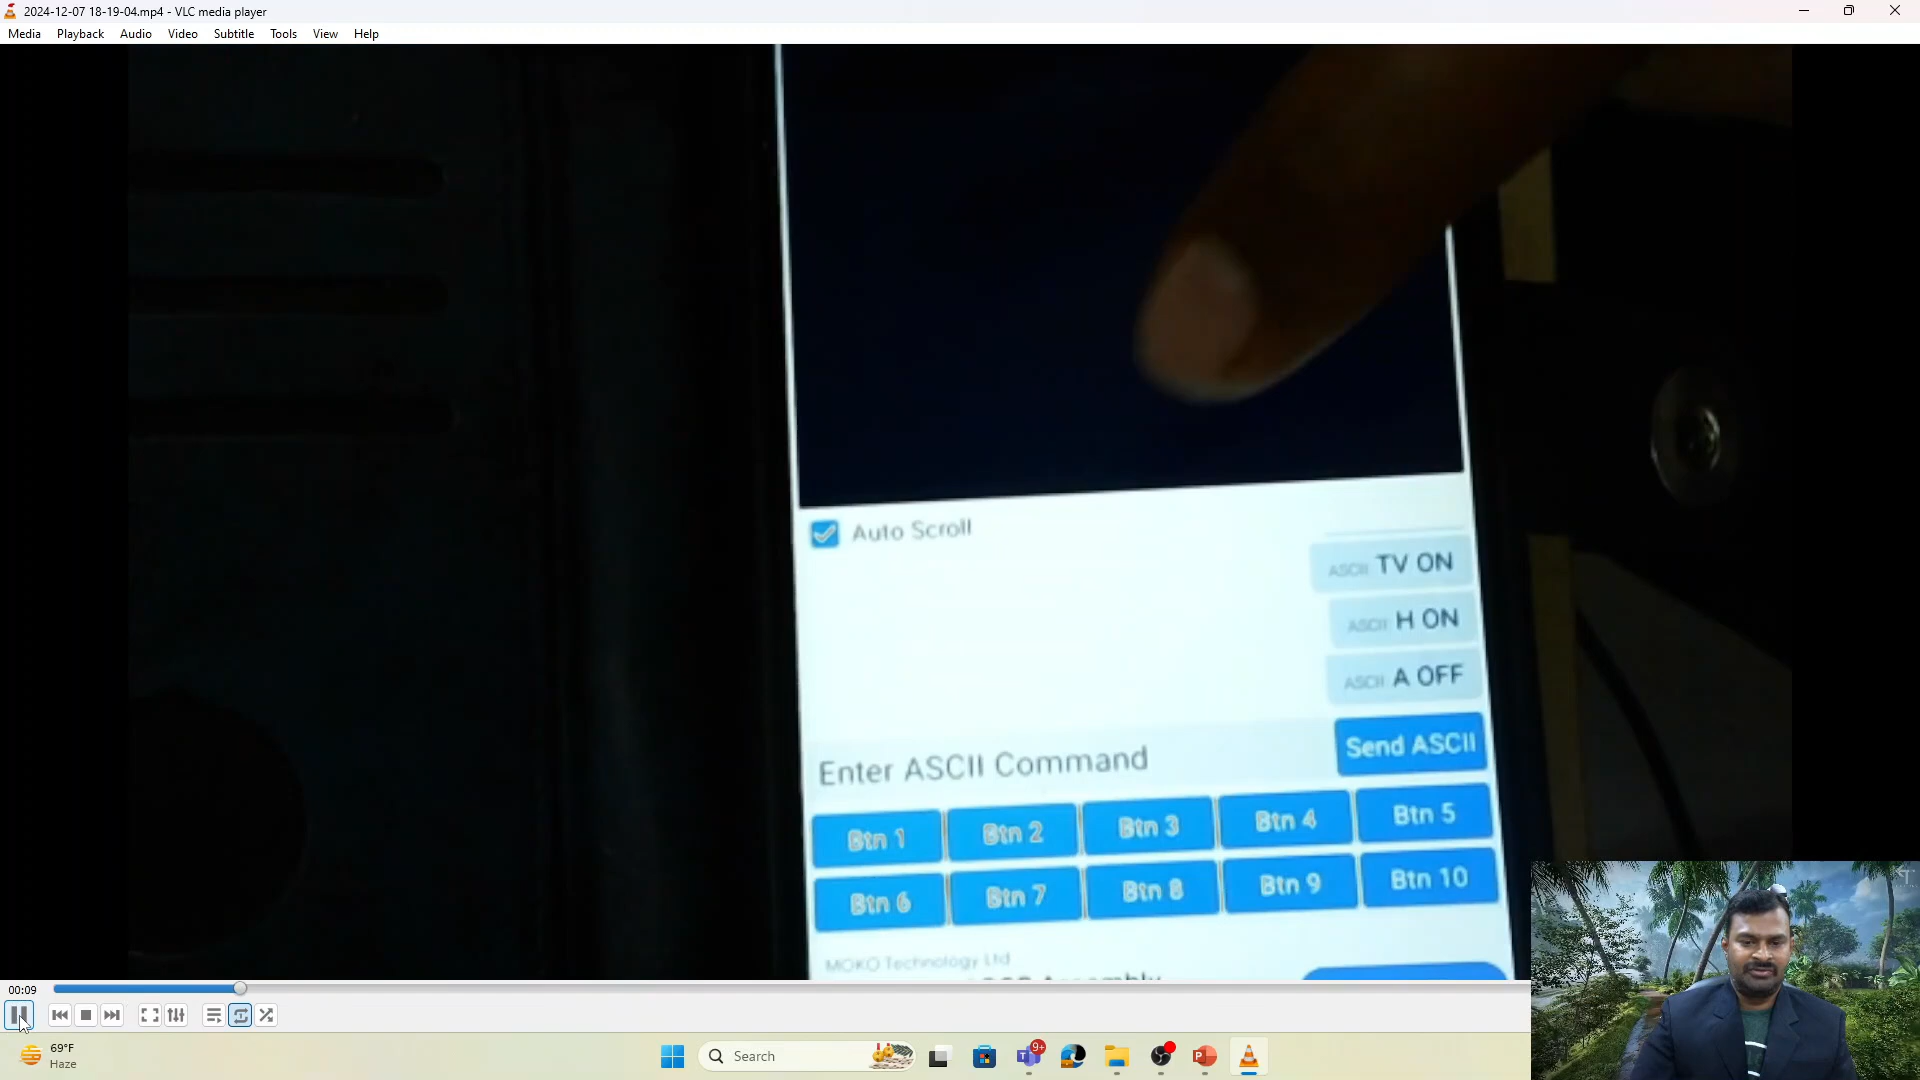 2024-12-07 18-19-04.mp4 - VLC media player
Media Playback Audio Video Subtitle Tools View Help
Auto Scroll
ASCII TV ON
ASCII H ON
ASCII A OFF
Enter ASCII Command
Send ASCII
Btn 1 Btn 2 Btn 3 Btn 4 Btn 5
Btn 6 Btn 7 Btn 8 Btn 9 Btn 10
MOKO Technology Ltd
Assembly
00:09
69°F
Haze
Search
9+